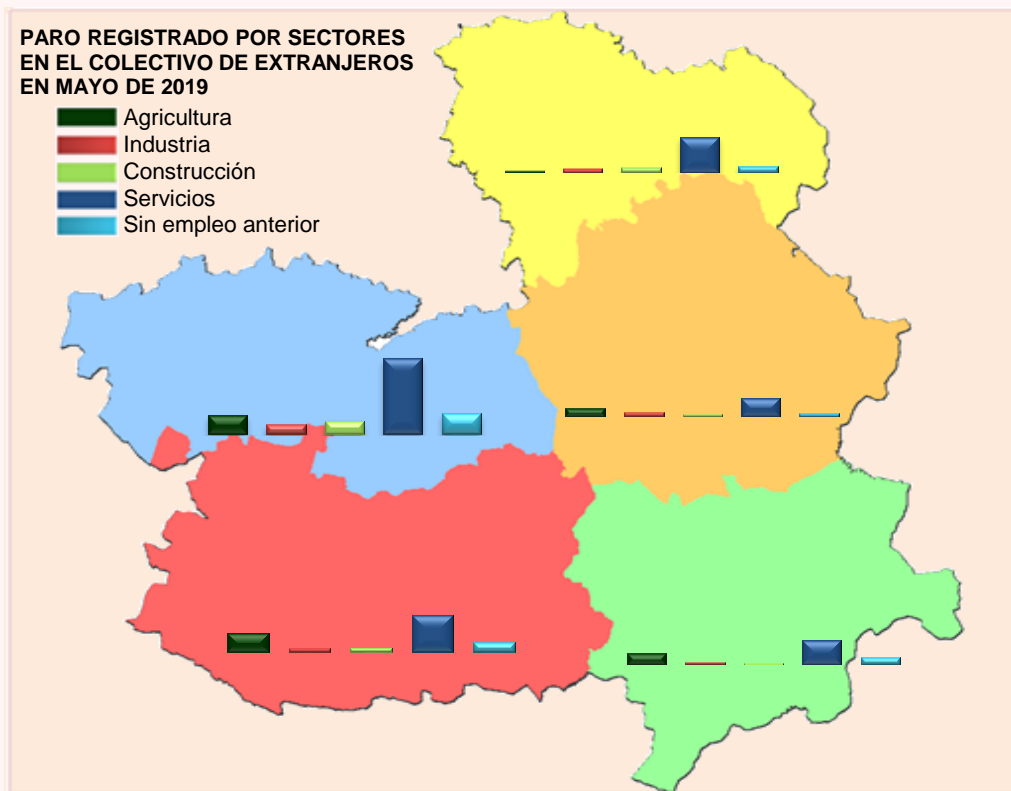 PARO REGISTRADO POR SECTORES
EN EL COLECTIVO DE EXTRANJEROS
EN MAYO DE 2019
Agricultura
Industria
Construcción
Servicios
Sin empleo anterior